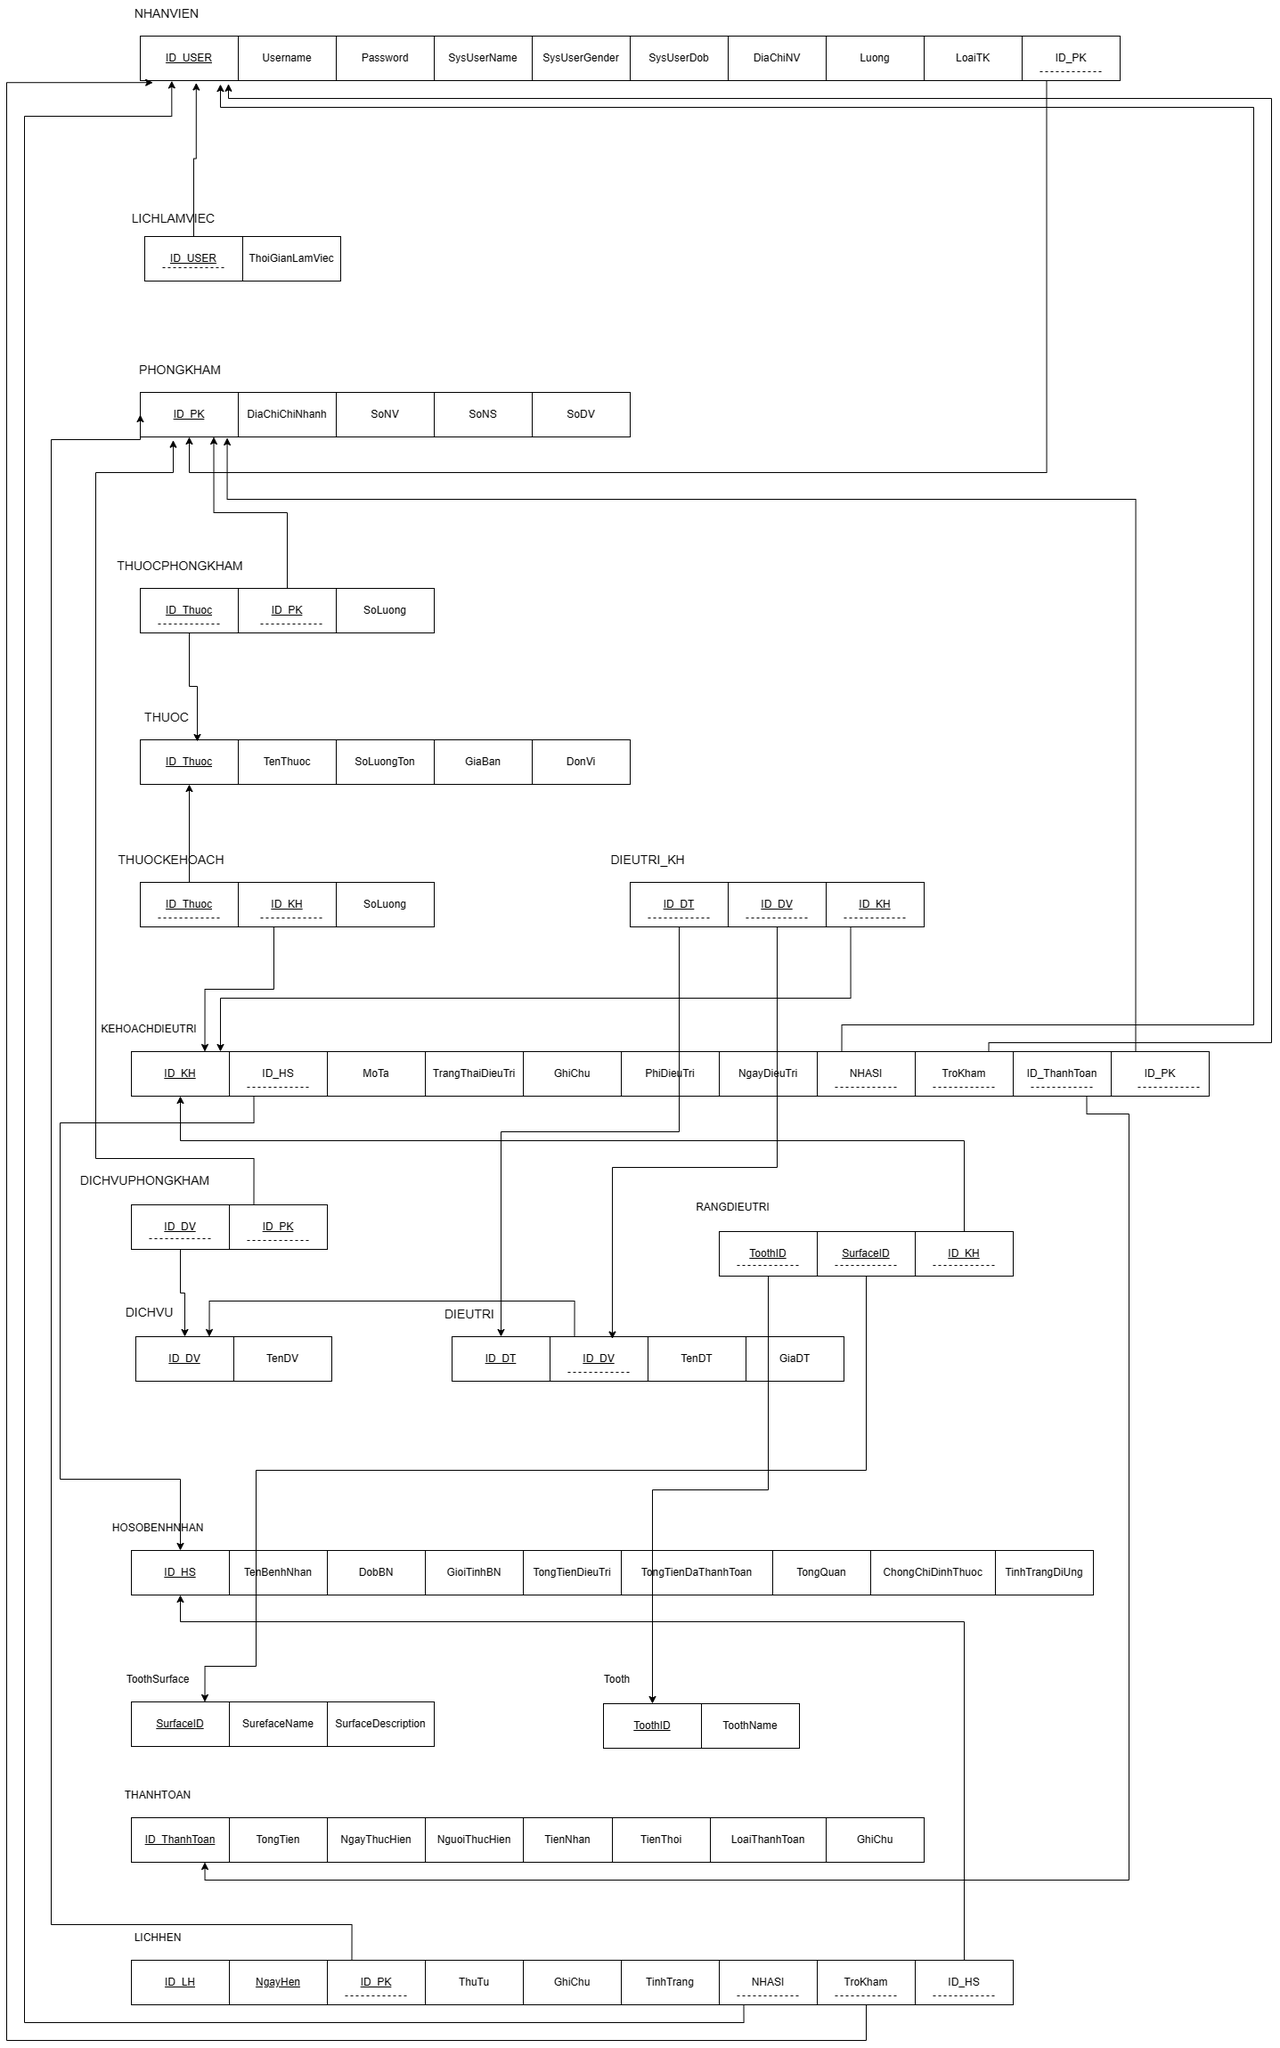 NHANVIEN
ID_USER Username Password SysUserName SysUserGender SysUserDob DiaChiNV Luong LoaiTK ID_PK
LICHLAMVIEC
ID_USER ThoiGianLamViec
PHONGKHAM
ID_PK DiaChiChiNhanh SoNV SoNS SoDV
THUOCPHONGKHAM
ID_Thuoc ID_PK SoLuong
THUOC
ID_Thuoc TenThuoc SoLuongTon GiaBan DonVi
THUOCKEHOACH DIEUTRI_KH
ID_Thuoc ID_KH SoLuong ID_DT ID_DV ID_KH
KEHOACHDIEUTRI
ID_KH ID_HS MoTa TrangThaiDieuTri GhiChu PhiDieuTri NgayDieuTri NHASI TroKham ID_ThanhToan ID_PK
DICHVUPHONGKHAM
RANGDIEUTRI
ID_DV ID_PK
ToothID SurfaceID ID_KH
DICHVU DIEUTRI
ID_DV TenDV ID_DT ID_DV TenDT GiaDT
HOSOBENHNHAN
ID_HS TenBenhNhan DobBN GioiTinhBN TongTienDieuTri TongTienDaThanhToan TongQuan ChongChiDinhThuoc TinhTrangDiUng
ToothSurface Tooth
SurfaceID SurefaceName SurfaceDescription ToothID ToothName
THANHTOAN
ID_ThanhToan TongTien NgayThucHien NguoiThucHien TienNhan TienThoi LoaiThanhToan GhiChu
LICHHEN
ID_LH NgayHen ID_PK ThuTu GhiChu TinhTrang NHASI TroKham ID_HS